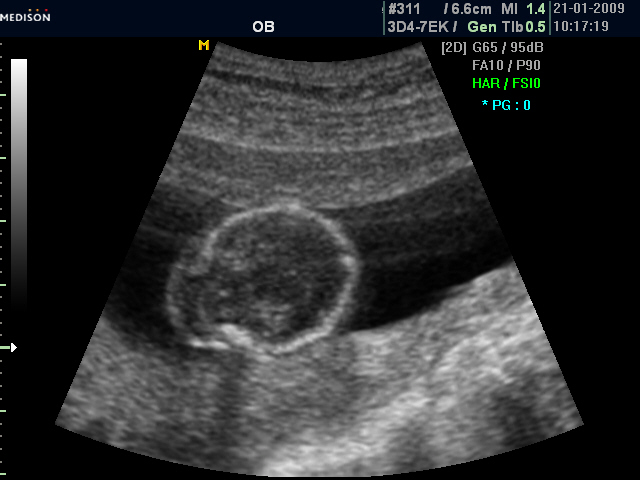 MEDISON
OB
#311 / 6.6cm MI 1.4
3D4-7EK / Gen TIb 0.5
21-01-2009
10:17:19
M
[2D] G65 / 95dB
FA10 / P90
HAR / FSI0
* PG : 0